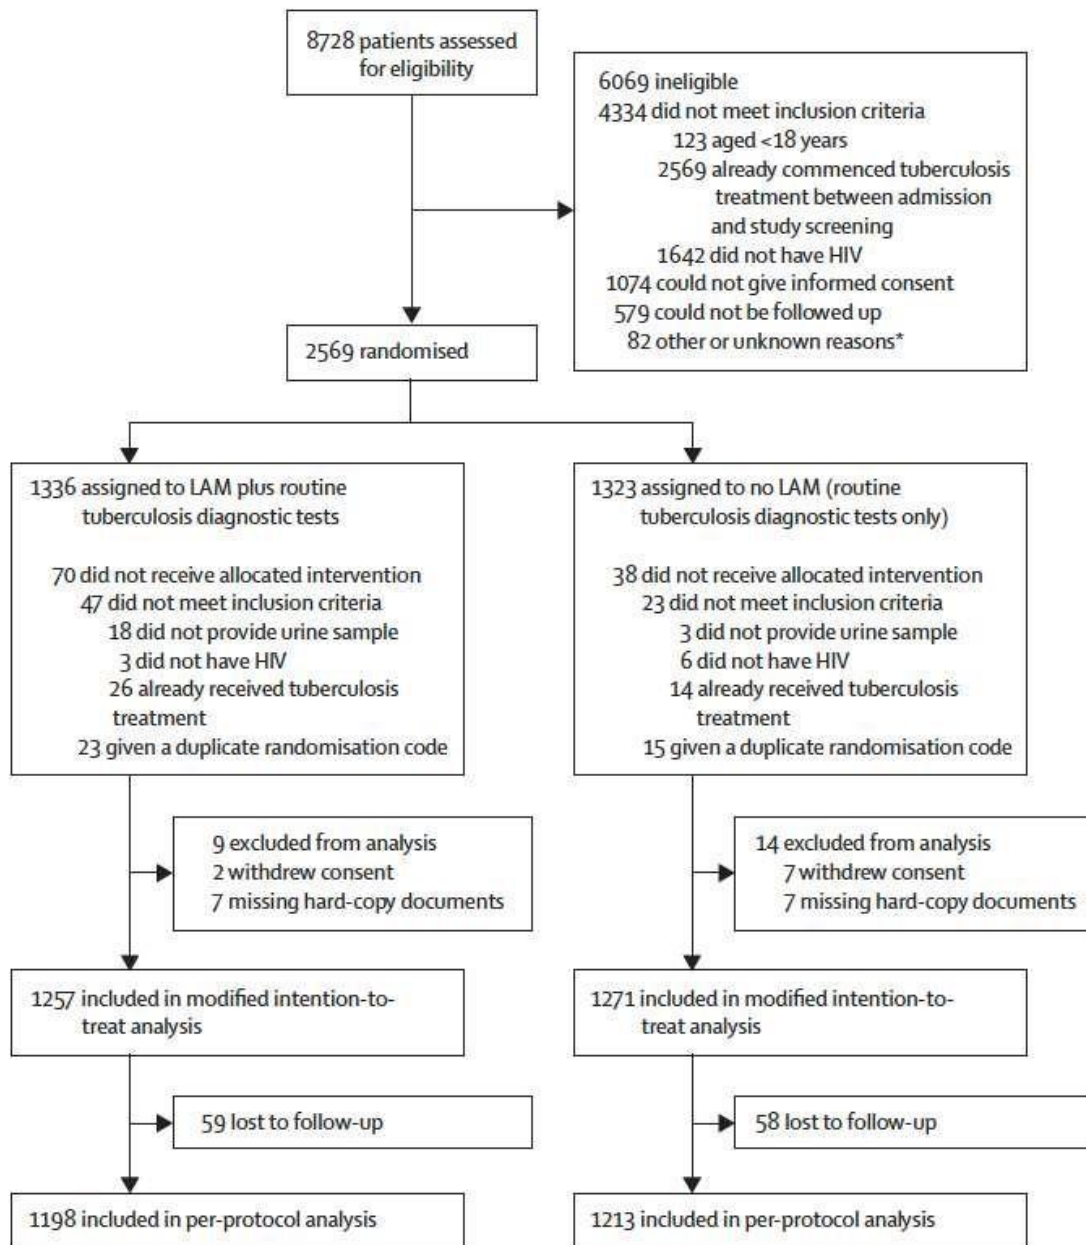 8728 patients assessed
for eligibility
6069 ineligible
4334 did not meet inclusion criteria
123 aged <18 years
2569 already commenced tuberculosis
treatment between admission
and study screening
1642 did not have HIV
1074 could not give informed consent
579 could not be followed up
82 other or unknown reasons*
2569 randomised
1336 assigned to LAM plus routine
tuberculosis diagnostic tests
70 did not receive allocated intervention
47 did not meet inclusion criteria
18 did not provide urine sample
3 did not have HIV
26 already received tuberculosis
treatment
23 given a duplicate randomisation code
1323 assigned to no LAM (routine
tuberculosis diagnostic tests only)
38 did not receive allocated intervention
23 did not meet inclusion criteria
3 did not provide urine sample
6 did not have HIV
14 already received tuberculosis
treatment
15 given a duplicate randomisation code
9 excluded from analysis
2 withdrew consent
7 missing hard-copy documents
14 excluded from analysis
7 withdrew consent
7 missing hard-copy documents
1257 included in modified intention-to-
treat analysis
1271 included in modified intention-to-
treat analysis
59 lost to follow-up
58 lost to follow-up
1198 included in per-protocol analysis
1213 included in per-protocol analysis